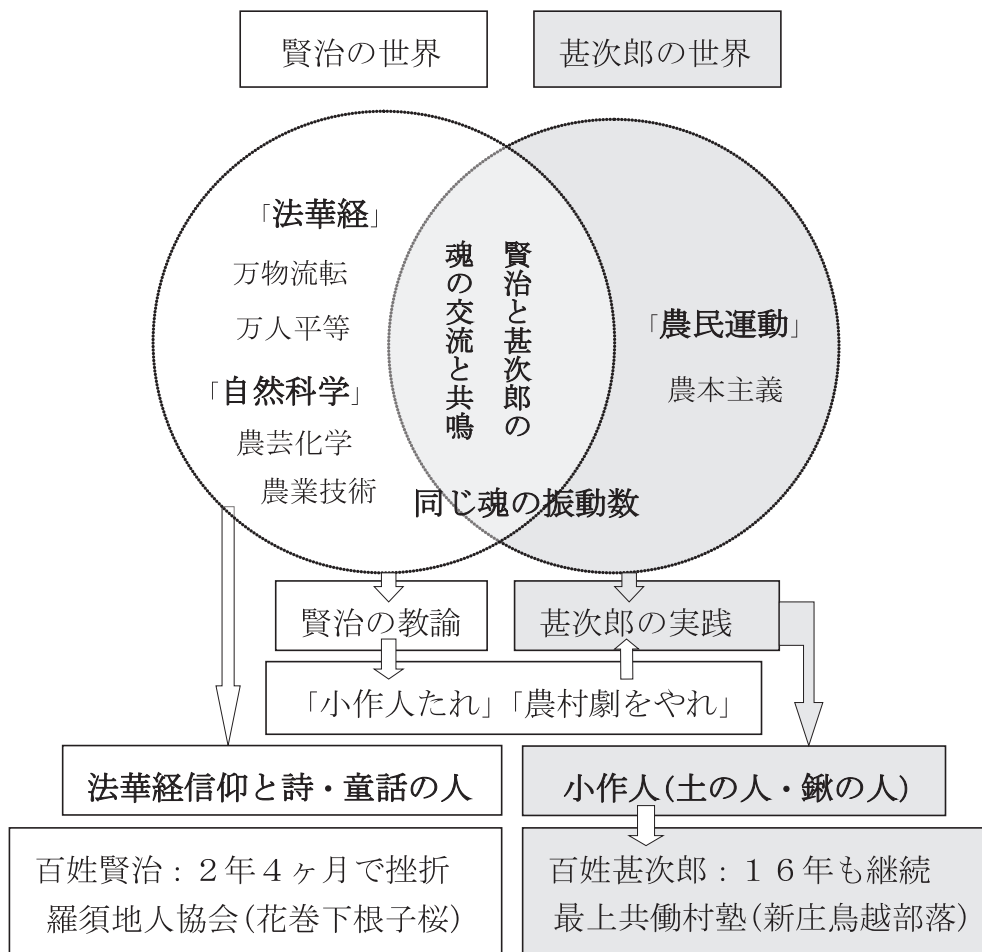 賢治の世界
甚次郎の世界
「法華経」
万物流転
万人平等
「自然科学」
農芸化学
農業技術
賢治と甚次郎の
魂の交流と共鳴
同じ魂の振動数
「農民運動」
農本主義
賢治の教諭
甚次郎の実践
「小作人たれ」「農村劇をやれ」
法華経信仰と詩・童話の人
小作人(土の人・鍬の人)
百姓賢治：２年４ヶ月で挫折
羅須地人協会(花巻下根子桜)
百姓甚次郎：１６年も継続
最上共働村塾(新庄鳥越部落)